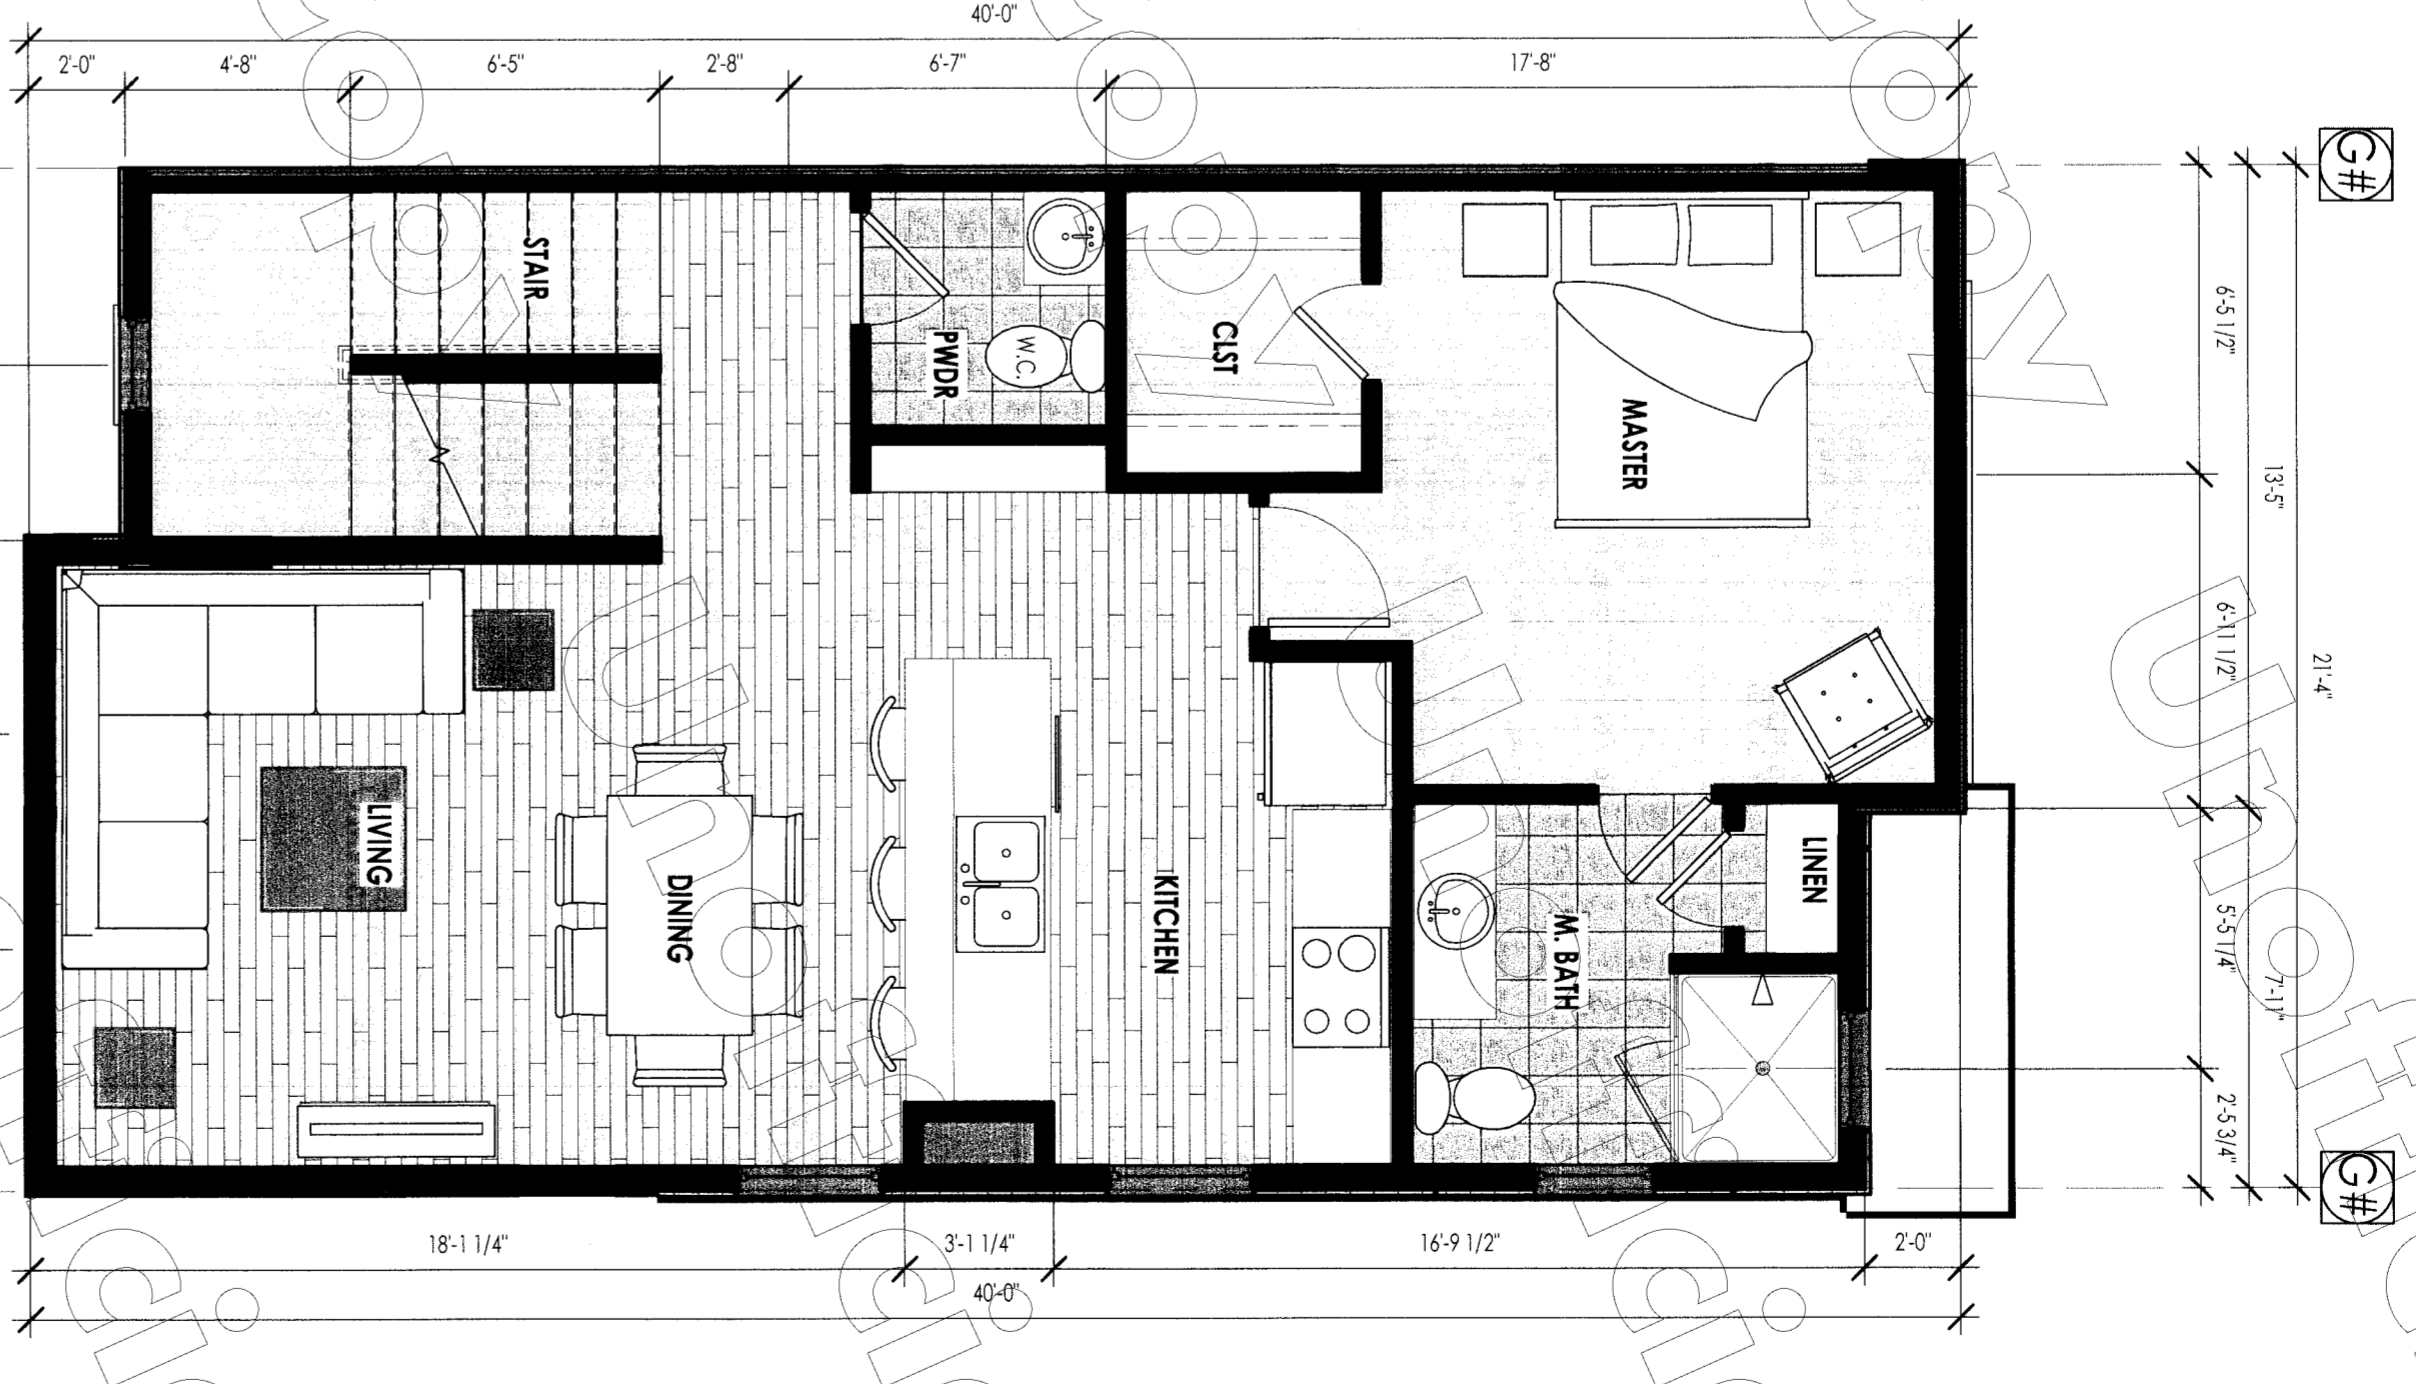 40'-0"
2'-0" 4'-8" 6'-5" 2'-8" 6'-7" 17'-8"
G#
STAIR
PWDR
W.C.
CLST
MASTER
6'-5 1/2"
13'-5"
6'-11 1/2"
21'-4"
LIVING
DINING
KITCHEN
M. BATH
LINEN
5'-5 1/4"
7'-11"
2'-5 3/4"
G#
18'-1 1/4" 3'-1 1/4" 16'-9 1/2" 2'-0"
40'-0"